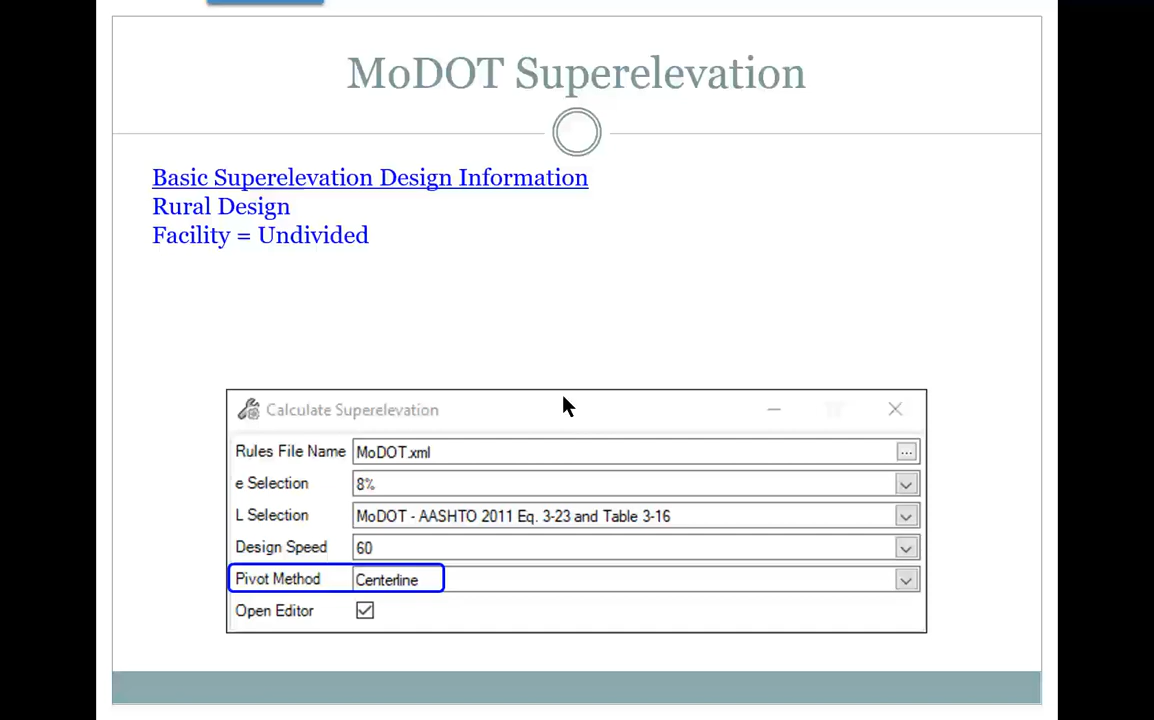 MoDOT Superelevation
Basic Superelevation Design Information
Rural Design
Facility = Undivided
Calculate Superelevation
Rules File Name MoDOT.xml ...
e Selection 8%
L Selection MoDOT - AASHTO 2011 Eq. 3-23 and Table 3-16
Design Speed 60
Pivot Method Centerline
Open Editor